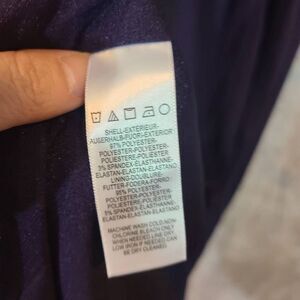 SHELL-EXTERIEUR-
AUßERHALB-FUORI-EXTERIOR
97% POLYESTER-
POLYESTER-POLYESTER-
POLIESTERE-POLIÉSTER
3% SPANDEX-ELASTHANNE-
ELASTAN-ELASTAN-ELASTANO
LINING-DOUBLURE-
FUTTER-FODERA-FORRO
95% POLYESTER-
POLYESTER-POLYESTER-
POLIESTERE-POLIÉSTER
5% SPANDEX-ELASTHANNE-
ELASTAN-ELASTAN-ELASTANO
MACHINE WASH COLD.NON-
CHLORINE BLEACH ONLY
WHEN NEEDED.LINE DRY.
LOW IRON IF NEEDED.CAN
BE DRY CLEANED